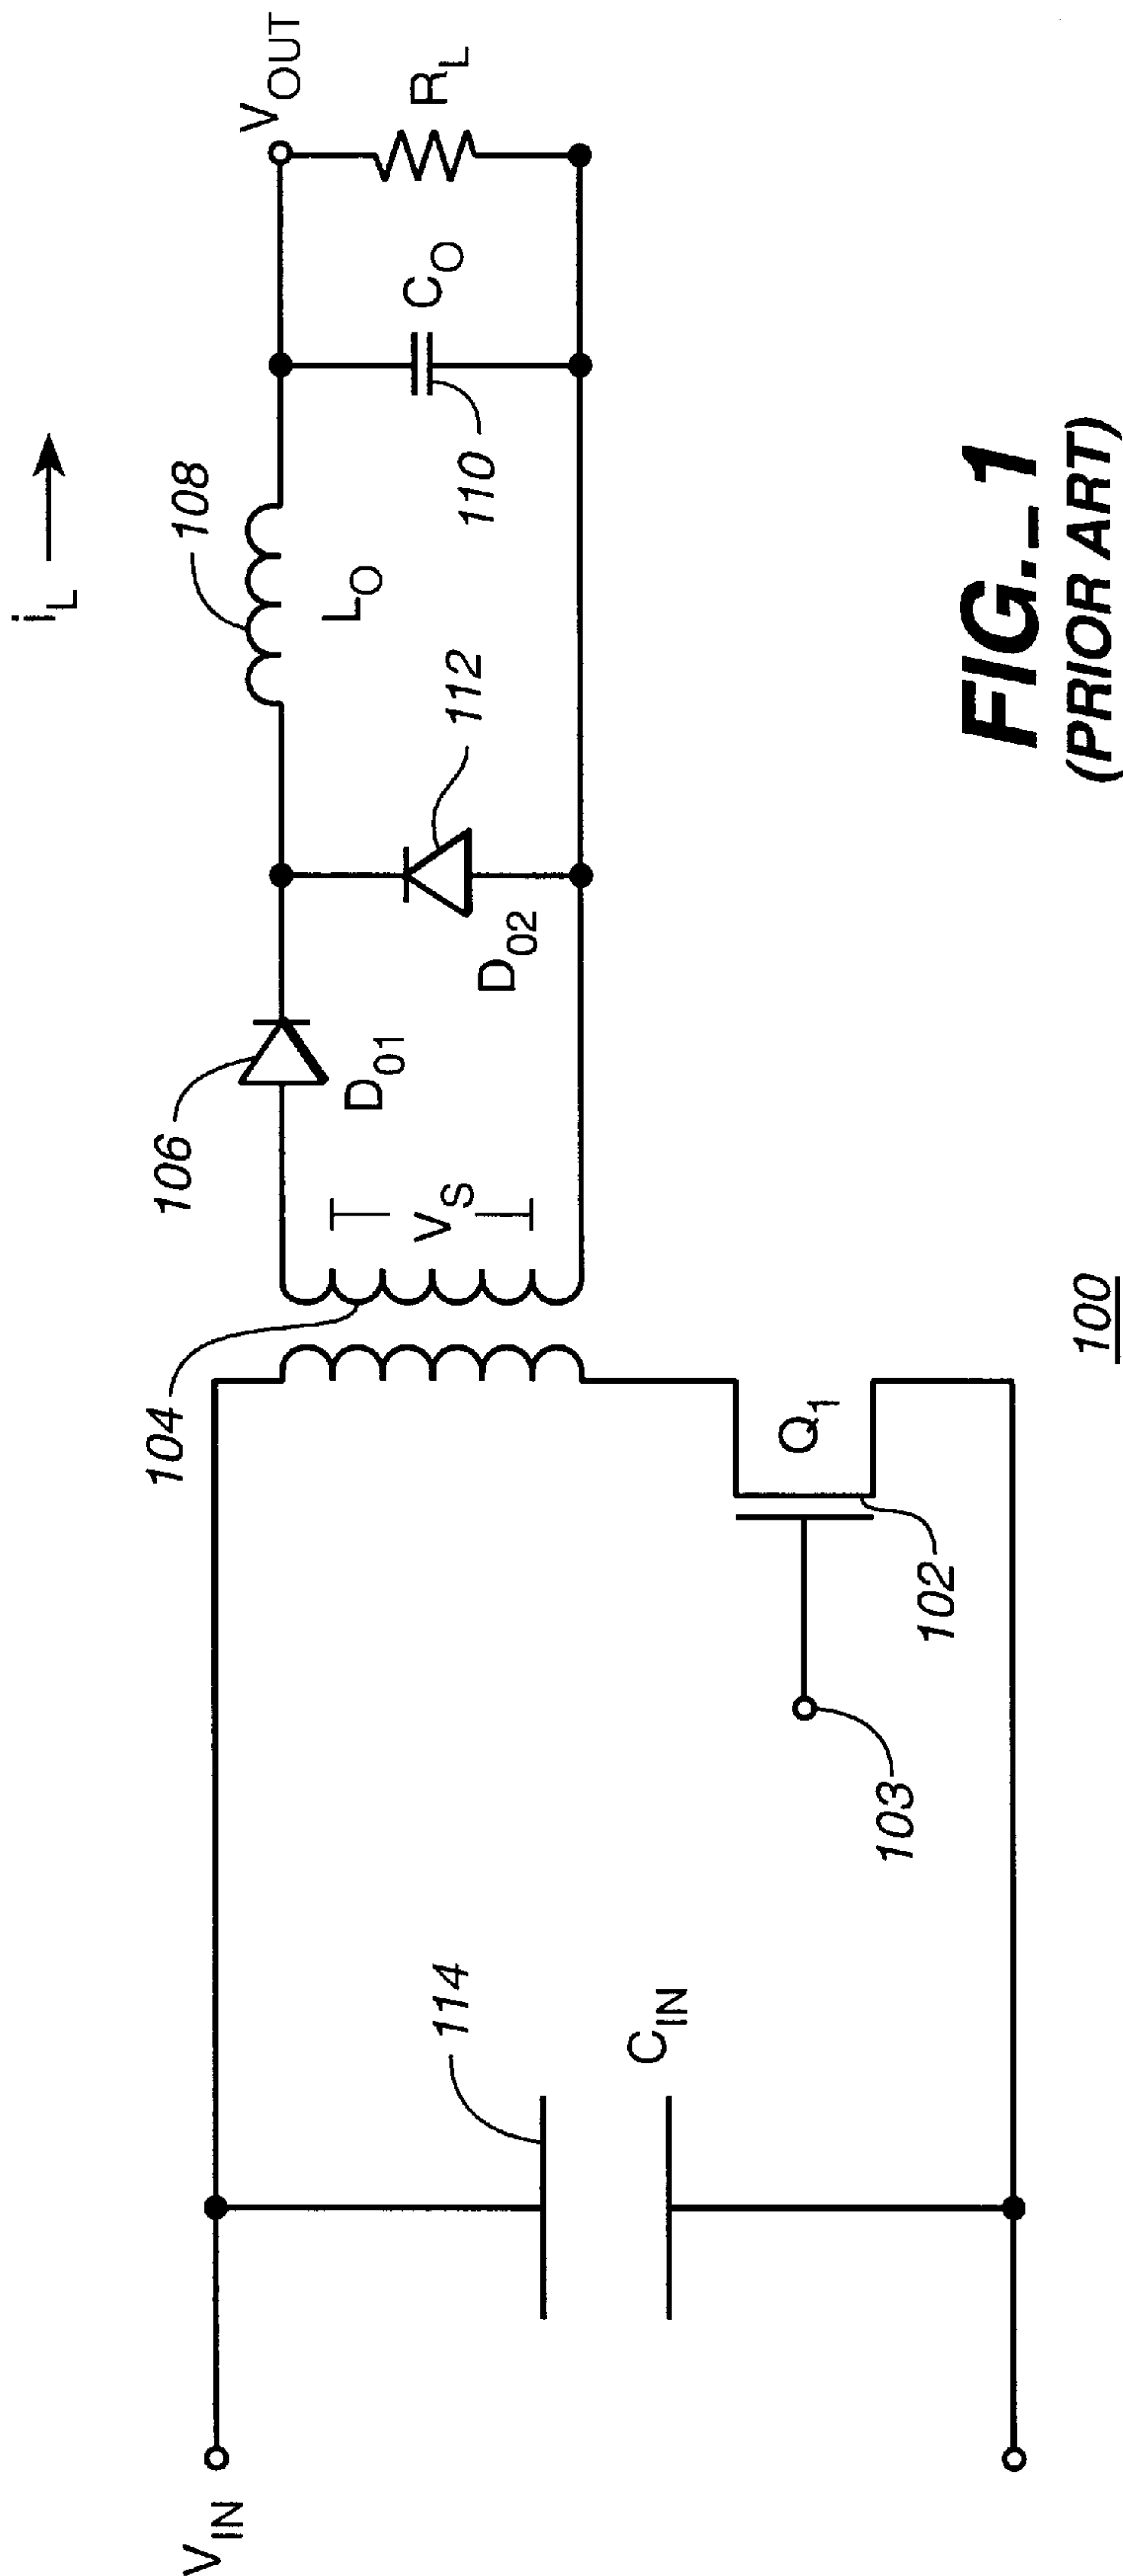 i_L
108
V_OUT
106
L_O
C_O
R_L
104
D_01
112
110
V_S
D_02
V_IN
114
Q_1
C_IN
103
102
100
FIG._1
(PRIOR ART)